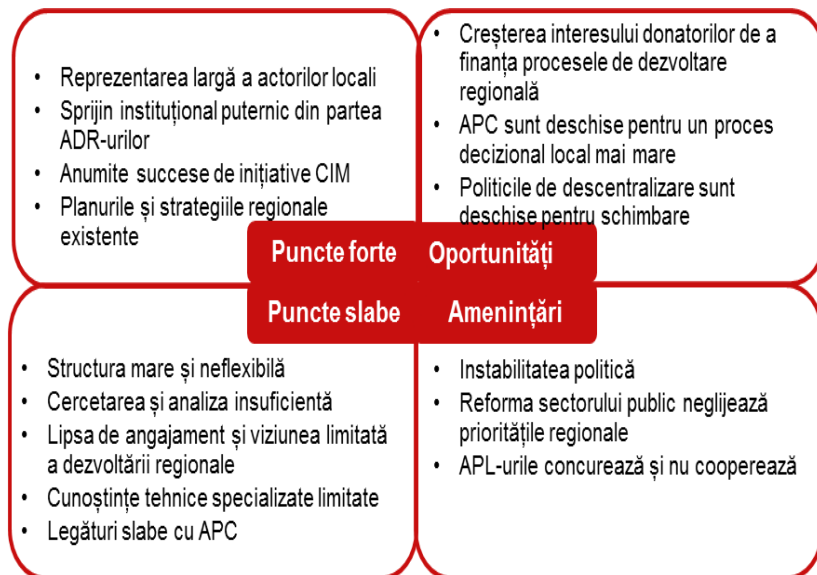 • Reprezentarea largă a actorilor locali
• Sprijin instituțional puternic din partea
ADR-urilor
• Anumite succese de inițiative CIM
• Planurile și strategiile regionale
existente
• Creșterea interesului donatorilor de a
finanța procesele de dezvoltare
regională
• APC sunt deschise pentru un proces
decizional local mai mare
• Politicile de descentralizare sunt
deschise pentru schimbare
Puncte forte
Oportunități
Puncte slabe
Amenințări
• Structura mare și neflexibilă
• Cercetarea și analiza insuficientă
• Lipsa de angajament și viziunea limitată
a dezvoltării regionale
• Cunoștințe tehnice specializate limitate
• Legături slabe cu APC
• Instabilitatea politică
• Reforma sectorului public neglijează
prioritățile regionale
• APL-urile concurează și nu cooperează